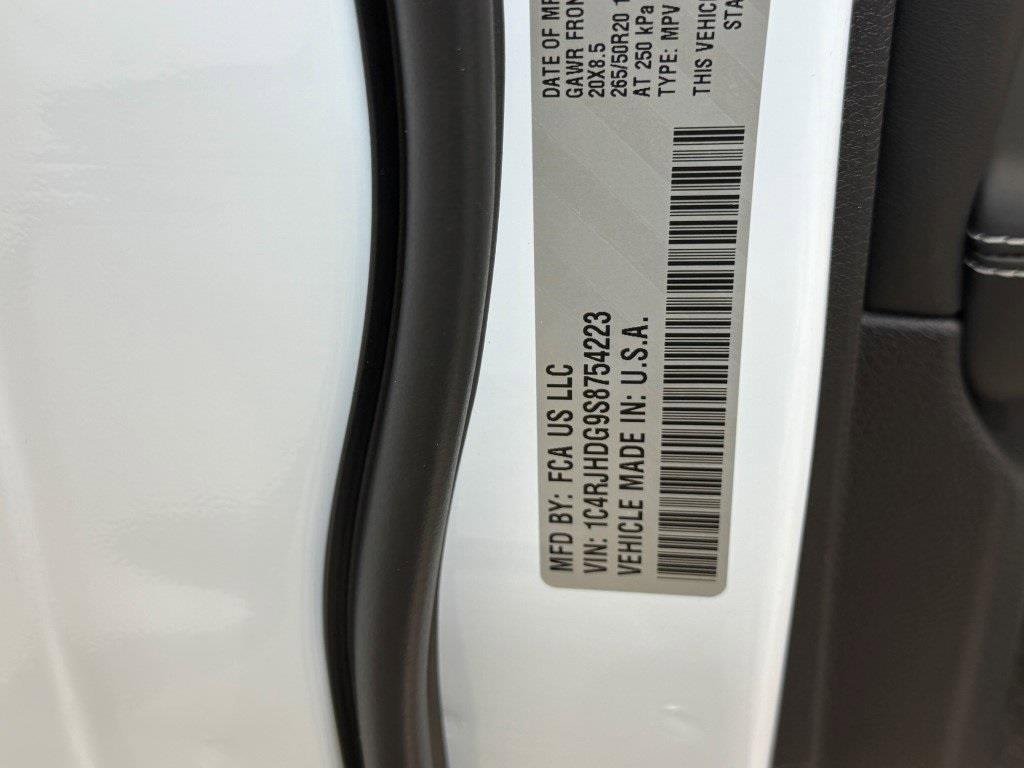 MFD BY: FCA US LLC
VIN: 1C4RJHDG9S8754223
VEHICLE MADE IN: U.S.A.
DATE OF
GAWR FRON
20X8.5
265/50R20
AT 250 kPa
TYPE: MPV
THIS VEHICL
STA